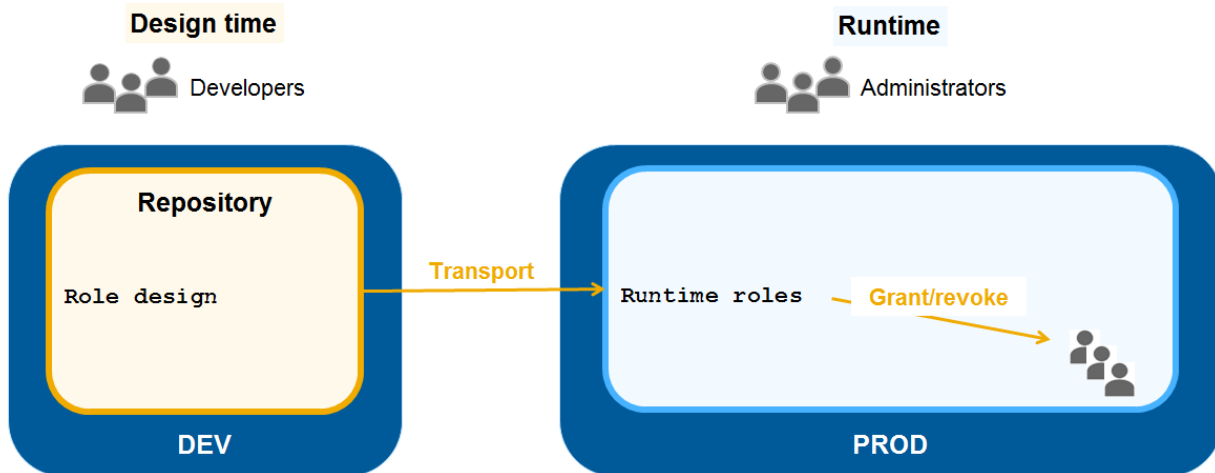 Design time
Runtime
Developers
Administrators
Repository
Role design
Transport
Runtime roles
Grant/revoke
DEV
PROD